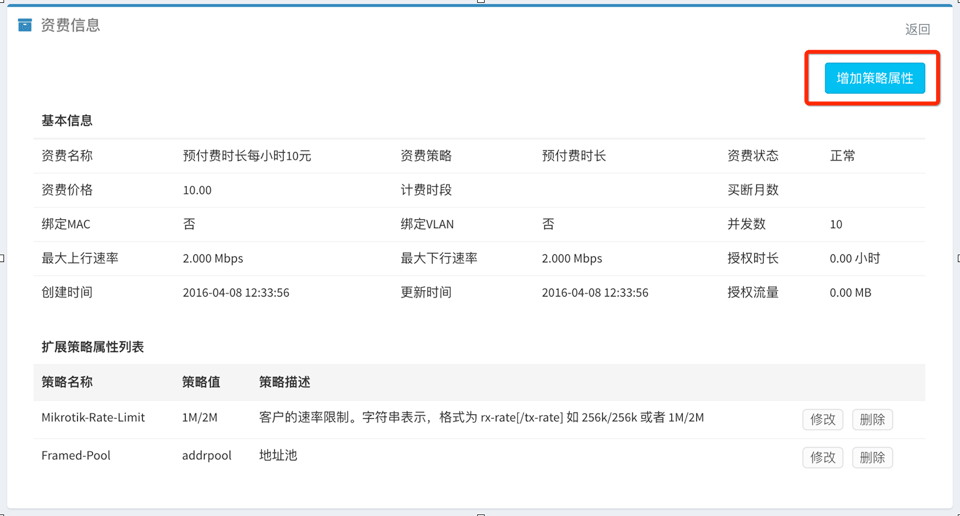 资费信息
返回
增加策略属性
基本信息
资费名称 预付费时长每小时10元 资费策略 预付费时长 资费状态 正常
资费价格 10.00 计费时段 买断月数
绑定MAC 否 绑定VLAN 否 并发数 10
最大上行速率 2.000 Mbps 最大下行速率 2.000 Mbps 授权时长 0.00 小时
创建时间 2016-04-08 12:33:56 更新时间 2016-04-08 12:33:56 授权流量 0.00 MB
扩展策略属性列表
策略名称 策略值 策略描述
Mikrotik-Rate-Limit 1M/2M 客户的速率限制。字符串表示，格式为 rx-rate[/tx-rate] 如 256k/256k 或者 1M/2M 修改 删除
Framed-Pool addrpool 地址池 修改 删除